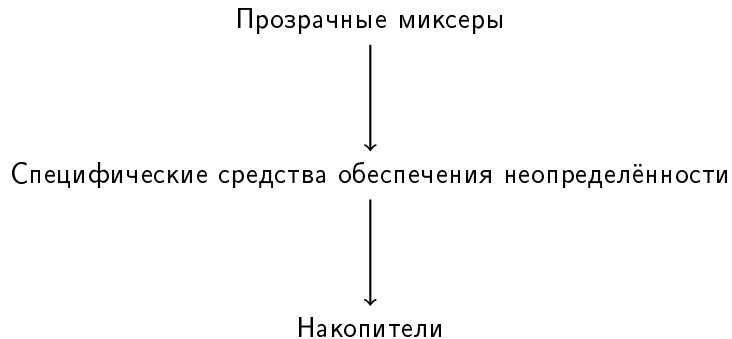 Прозрачные миксеры
Специфические средства обеспечения неопределённости
Накопители